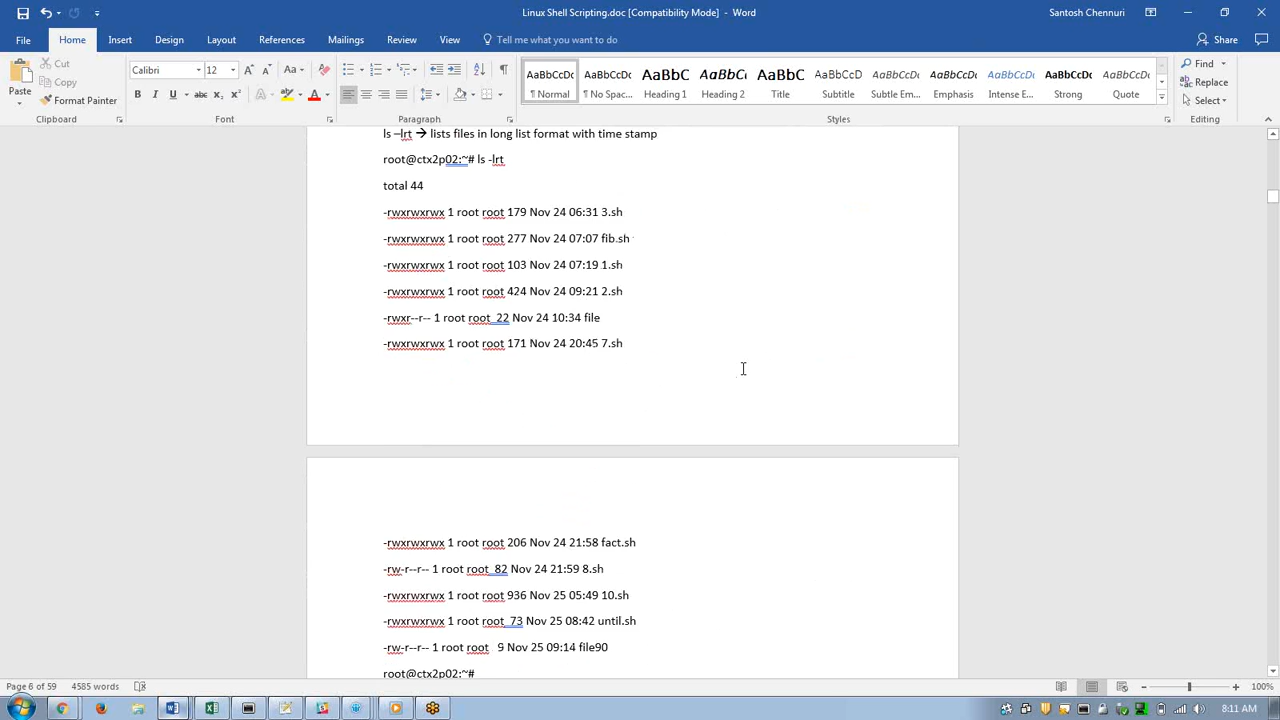 Linux Shell Scripting.doc [Compatibility Mode] - Word
Santosh Chennuri
File Home Insert Design Layout References Mailings Review View Tell me what you want to do Share
Paste
Cut
Copy
Format Painter
Clipboard
Calibri 12
Font
Paragraph
AaBbCcDc AaBbCcDc AaBbC AaBbC( AaBbC AaBbCcD AaBbCcDc AaBbCcDc AaBbCcDc AaBbCcDc AaBbCcDc
¶ Normal ¶ No Spac... Heading 1 Heading 2 Title Subtitle Subtle Em... Emphasis Intense E... Strong Quote
Styles
Find
Replace
Select
Editing
ls –lrt → lists files in long list format with time stamp
root@ctx2p02:~# ls -lrt
total 44
-rwxrwxrwx 1 root root 179 Nov 24 06:31 3.sh
-rwxrwxrwx 1 root root 277 Nov 24 07:07 fib.sh
-rwxrwxrwx 1 root root 103 Nov 24 07:19 1.sh
-rwxrwxrwx 1 root root 424 Nov 24 09:21 2.sh
-rwxr--r-- 1 root root  22 Nov 24 10:34 file
-rwxrwxrwx 1 root root 171 Nov 24 20:45 7.sh
-rwxrwxrwx 1 root root 206 Nov 24 21:58 fact.sh
-rw-r--r-- 1 root root  82 Nov 24 21:59 8.sh
-rwxrwxrwx 1 root root 936 Nov 25 05:49 10.sh
-rwxrwxrwx 1 root root  73 Nov 25 08:42 until.sh
-rw-r--r-- 1 root root   9 Nov 25 09:14 file90
root@ctx2p02:~#
Page 6 of 59 4585 words 100%
8:11 AM